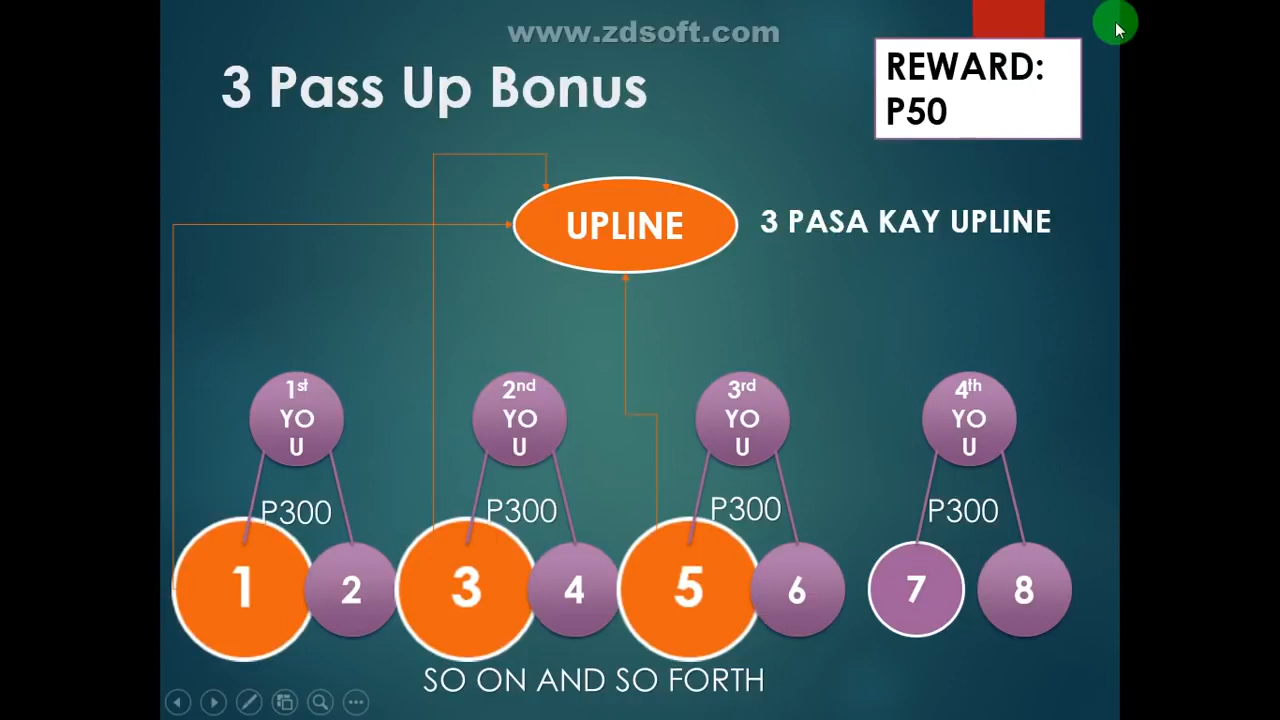 www.zdsoft.com
3 Pass Up Bonus
REWARD:
P50
UPLINE
3 PASA KAY UPLINE
1st
YO
U
2nd
YO
U
3rd
YO
U
4th
YO
U
P300
P300
P300
P300
1
2
3
4
5
6
7
8
SO ON AND SO FORTH